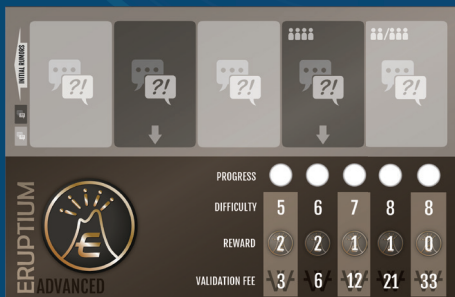 INITIAL RUMORS
?! ?! ?! ?! ?!
/
PROGRESS
DIFFICULTY 5 6 7 8 8
REWARD 2 2 1 1 0
VALIDATION FEE 3 6 12 21 33
ERUPTIUM
€
ADVANCED